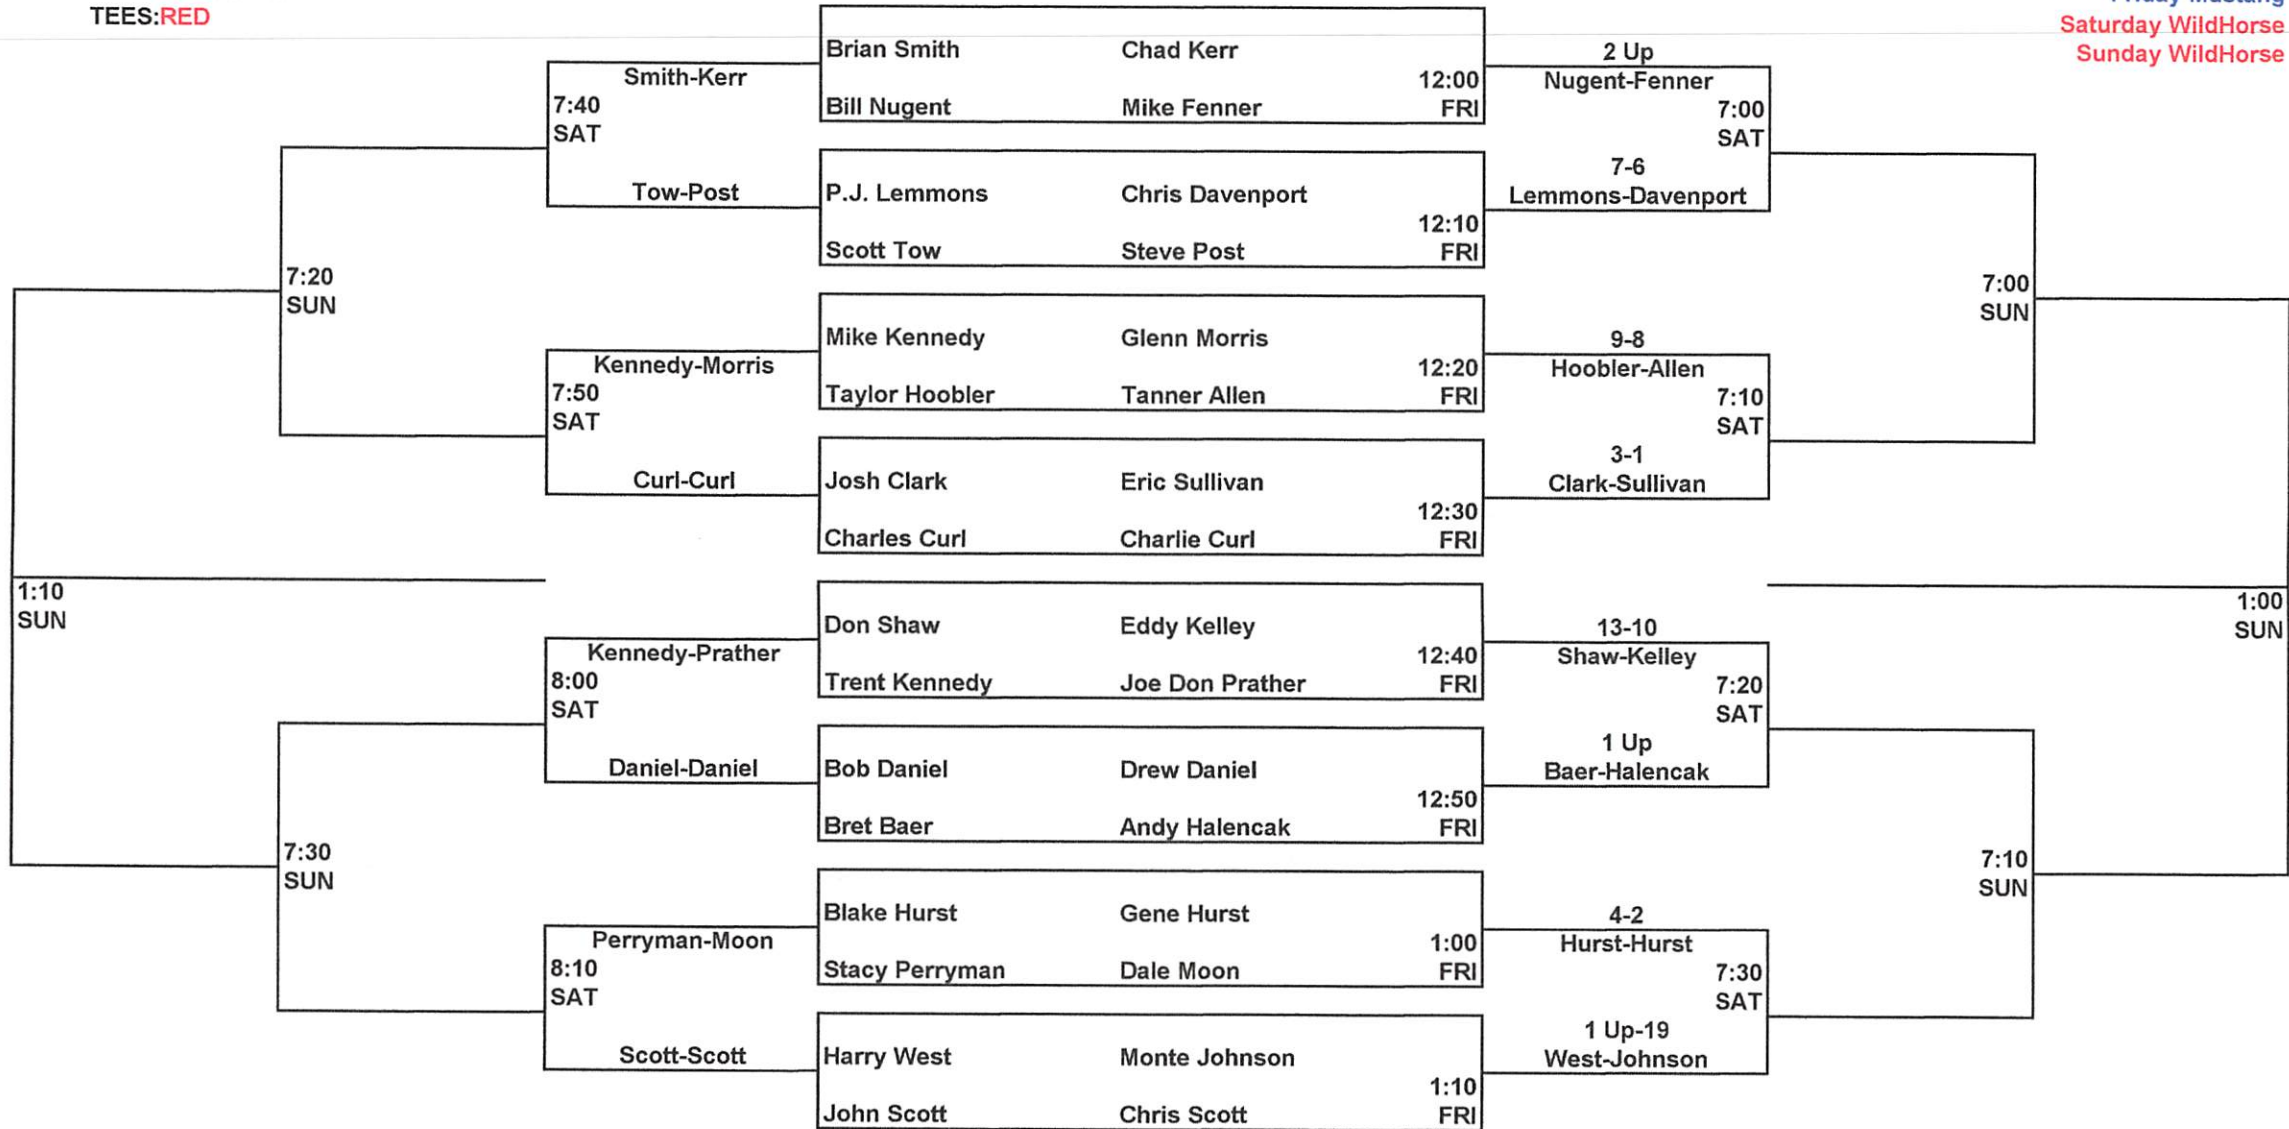 TEES:RED
Friday Mustang
Saturday WildHorse
Sunday WildHorse
Smith-Kerr
7:40
SAT
Tow-Post
7:20
SUN
Kennedy-Morris
7:50
SAT
Curl-Curl
1:10
SUN
Kennedy-Prather
8:00
SAT
Daniel-Daniel
7:30
SUN
Perryman-Moon
8:10
SAT
Scott-Scott
Brian Smith Chad Kerr
12:00
Bill Nugent Mike Fenner FRI
P.J. Lemmons Chris Davenport
12:10
Scott Tow Steve Post FRI
Mike Kennedy Glenn Morris
12:20
Taylor Hoobler Tanner Allen FRI
Josh Clark Eric Sullivan
12:30
Charles Curl Charlie Curl FRI
Don Shaw Eddy Kelley
12:40
Trent Kennedy Joe Don Prather FRI
Bob Daniel Drew Daniel
12:50
Bret Baer Andy Halencak FRI
Blake Hurst Gene Hurst
1:00
Stacy Perryman Dale Moon FRI
Harry West Monte Johnson
1:10
John Scott Chris Scott FRI
2 Up
Nugent-Fenner
7:00
SAT
7-6
Lemmons-Davenport
7:00
SUN
9-8
Hoobler-Allen
7:10
SAT
3-1
Clark-Sullivan
1:00
SUN
13-10
Shaw-Kelley
7:20
SAT
1 Up
Baer-Halencak
7:10
SUN
4-2
Hurst-Hurst
7:30
SAT
1 Up-19
West-Johnson